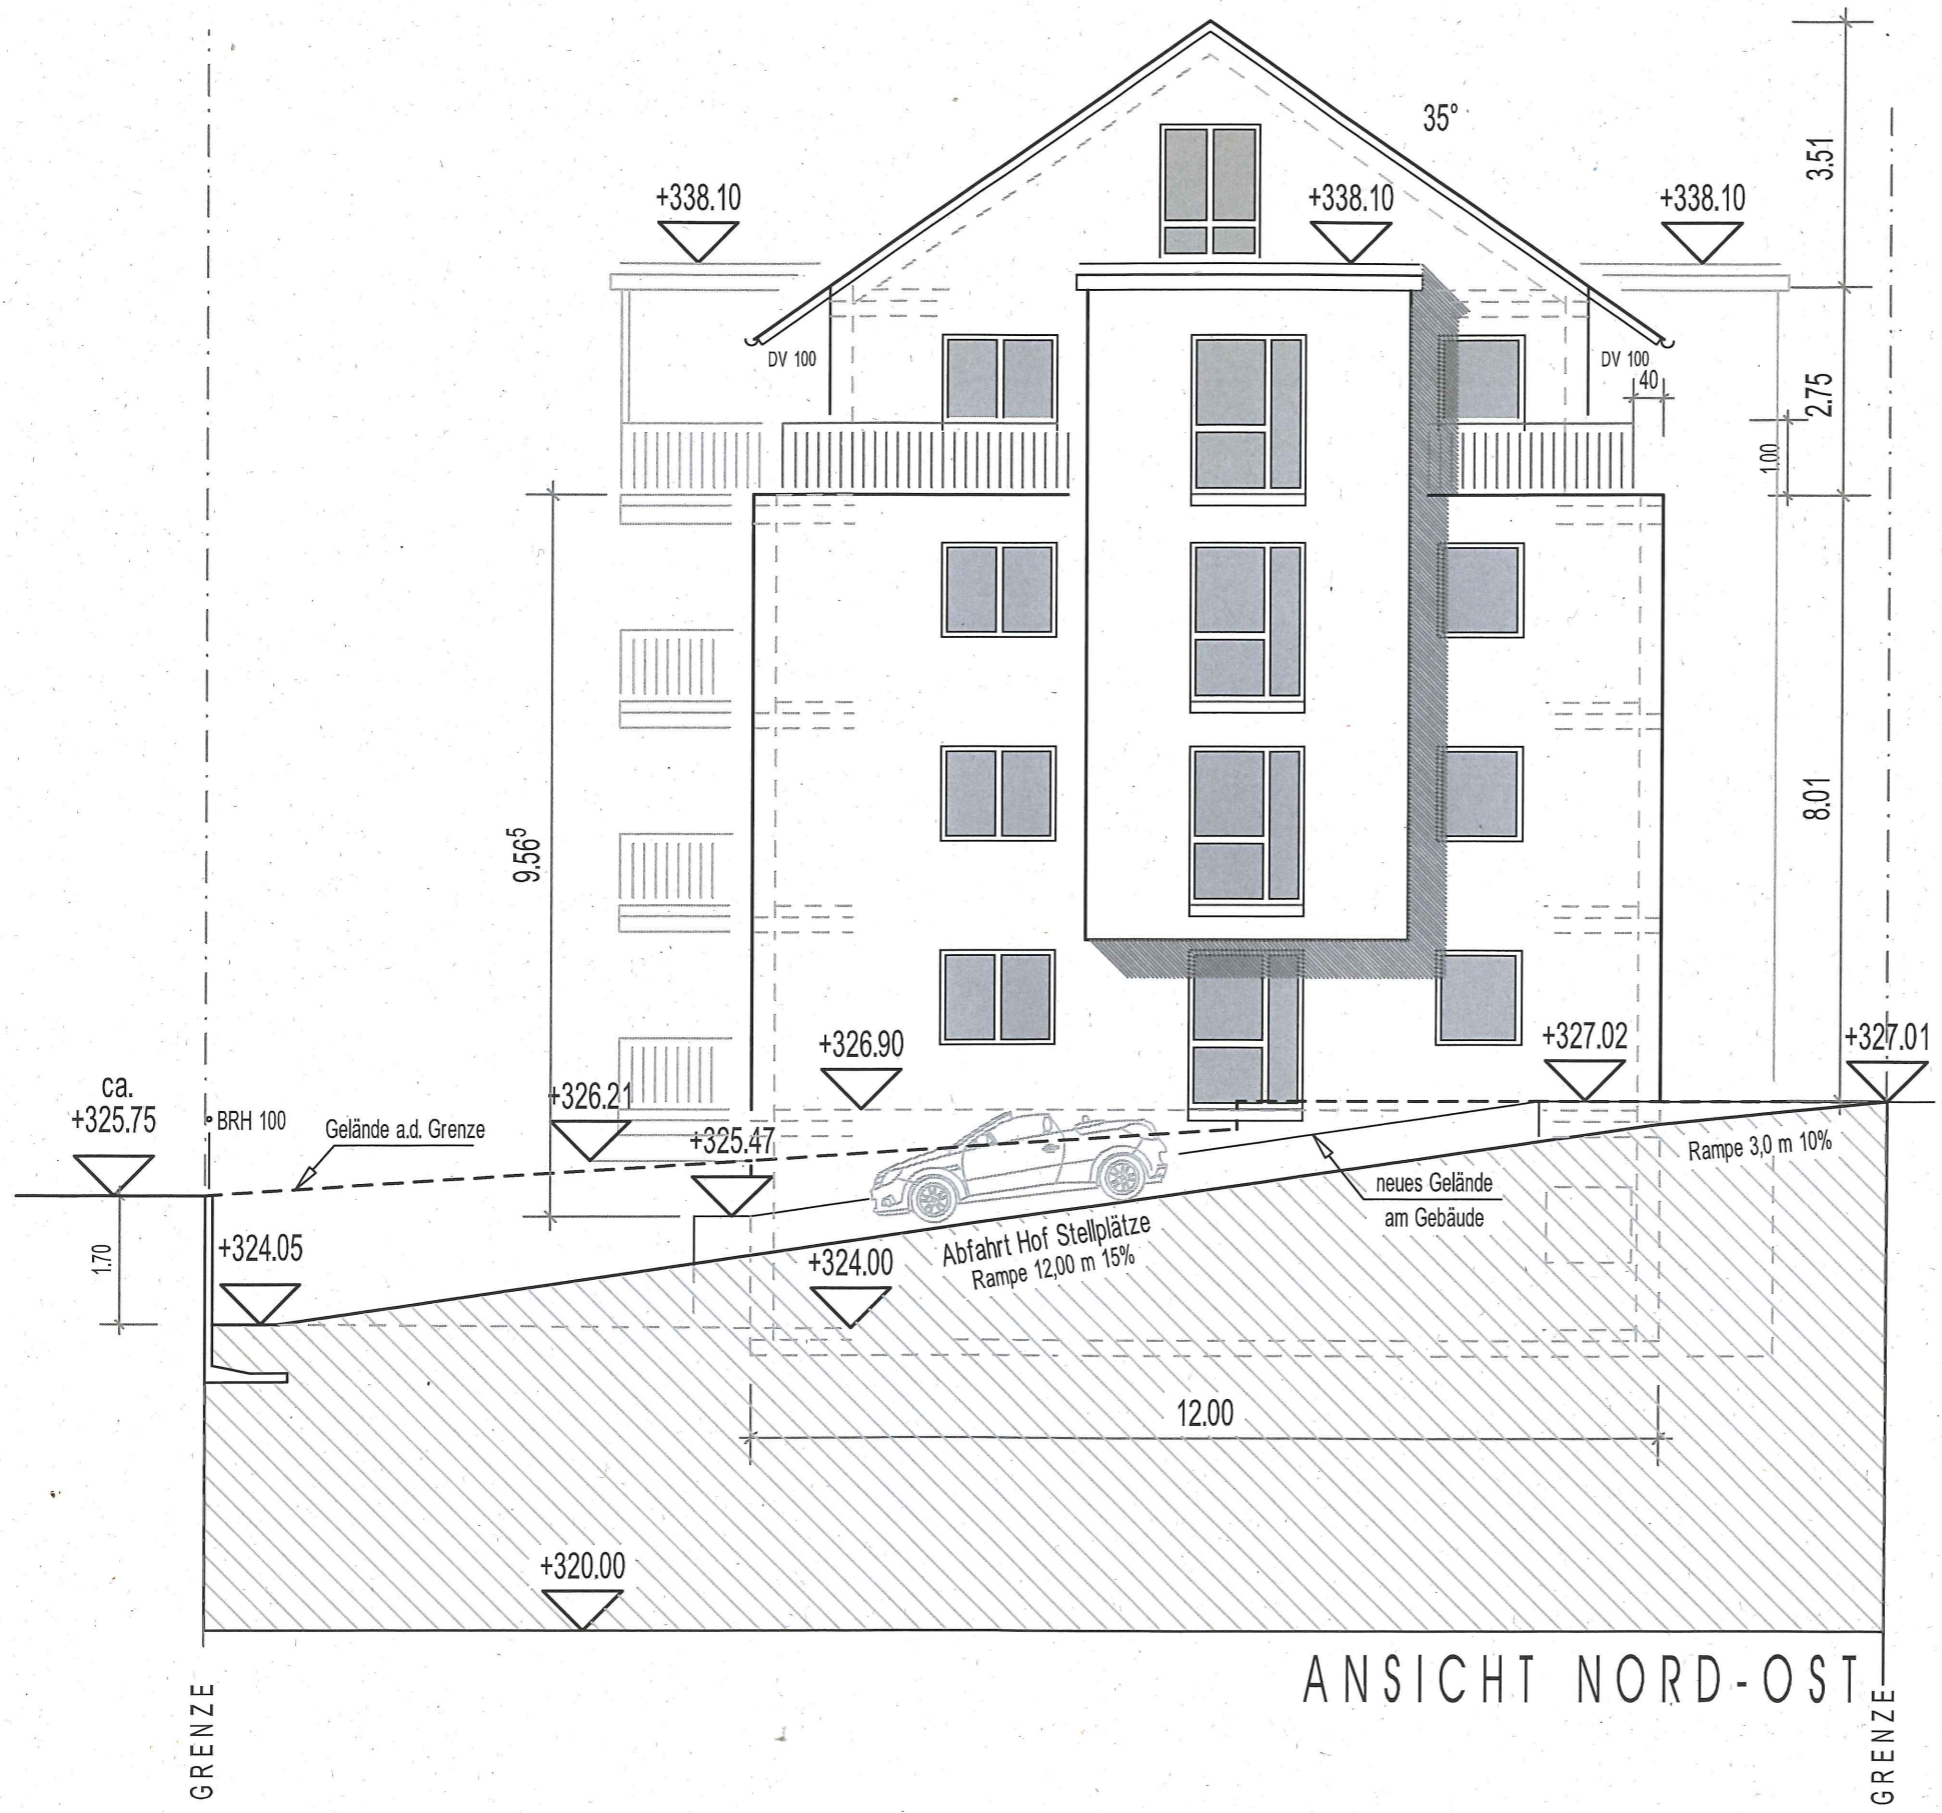 35°
3.51
+338.10
+338.10
+338.10
DV 100
DV 100
40
2.75
1.00
9.56⁵
8.01
+326.90
+327.02
+327.01
ca.
+325.75
BRH 100
+326.21
Gelände a.d. Grenze
+325.47
Rampe 3,0 m 10%
neues Gelände
am Gebäude
1.70
+324.05
+324.00
Abfahrt Hof Stellplätze
Rampe 12,00 m 15%
12.00
+320.00
ANSICHT NORD-OST
GRENZE
GRENZE